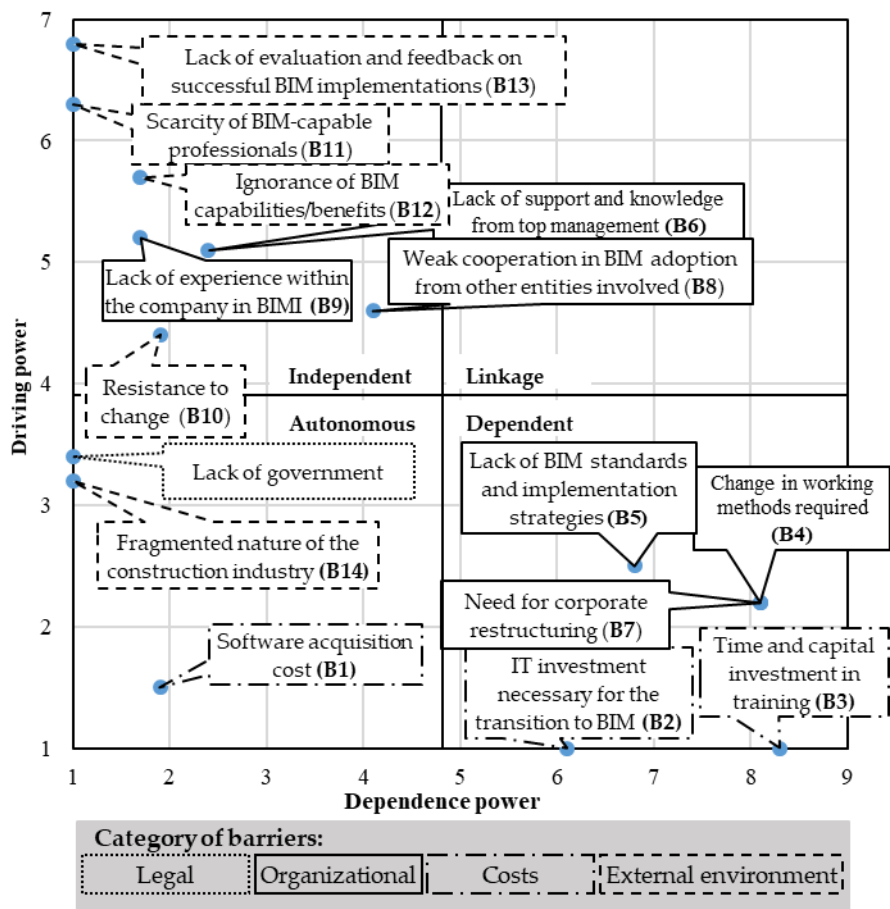 Driving power
7
6
5
4
3
2
1
Lack of evaluation and feedback on
successful BIM implementations (B13)
Scarcity of BIM-capable
professionals (B11)
Ignorance of BIM
capabilities/benefits (B12)
Lack of support and knowledge
from top management (B6)
Weak cooperation in BIM adoption
from other entities involved (B8)
Lack of experience within
the company in BIMI (B9)
Resistance to
change (B10)
Independent
Linkage
Autonomous
Dependent
Lack of government
Fragmented nature of the
construction industry (B14)
Lack of BIM standards
and implementation
strategies (B5)
Change in working
methods required
(B4)
Need for corporate
restructuring (B7)
Software acquisition
cost (B1)
IT investment
necessary for the
transition to BIM (B2)
Time and capital
investment in
training (B3)
1 2 3 4 5 6 7 8 9
Dependence power
Category of barriers:
Legal
Organizational
Costs
External environment